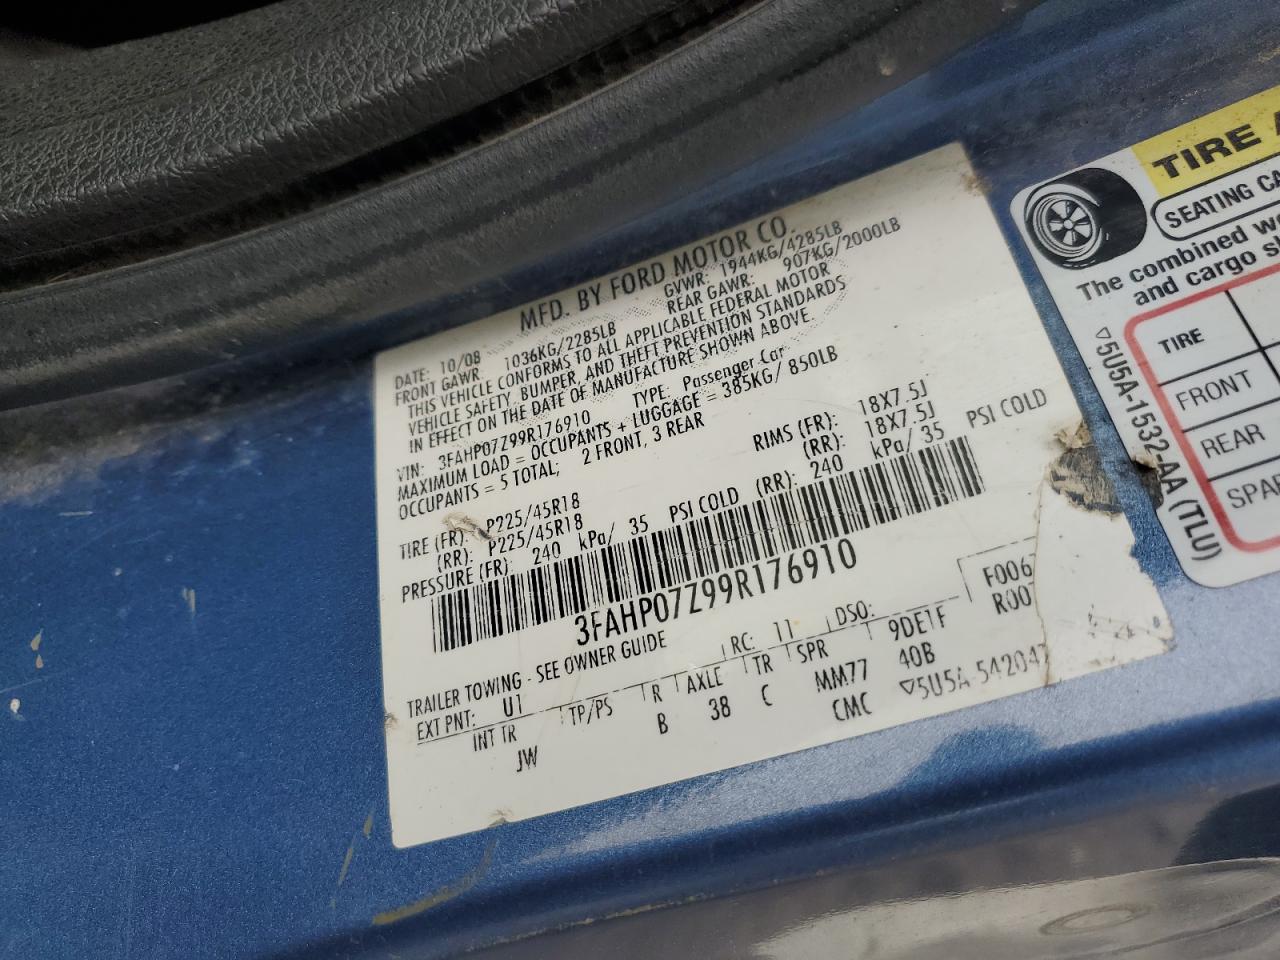 MFD. BY FORD MOTOR CO.
DATE: 10/08 GVWR: 1944KG/4285LB
FRONT GAWR: 1036KG/2285LB REAR GAWR: 907KG/2000LB
THIS VEHICLE CONFORMS TO ALL APPLICABLE FEDERAL MOTOR
VEHICLE SAFETY, BUMPER, AND THEFT PREVENTION STANDARDS
IN EFFECT ON THE DATE OF MANUFACTURE SHOWN ABOVE.
VIN: 3FAHP07Z99R176910 TYPE: Passenger Car
MAXIMUM LOAD = OCCUPANTS + LUGGAGE = 385KG/ 850LB
OCCUPANTS = 5 TOTAL; 2 FRONT, 3 REAR
TIRE (FR): P225/45R18 RIMS (FR): 18X7.5J
(RR): P225/45R18 (RR): 18X7.5J
PRESSURE (FR): 240 kPa/ 35 PSI COLD (RR): 240 kPa/ 35 PSI COLD
3FAHP07Z99R176910
TRAILER TOWING - SEE OWNER GUIDE
EXT PNT: U1 RC: 11 DSO: F006
INT TR TP/PS R AXLE TR SPR 9DE1F
JW B 38 C MM77 40B
CMC ▽5U5A-54204
TIRE
SEATING CA
The combined w
and cargo s
TIRE
FRONT
REAR
SPAR
▽5U5A-1532-AA (TLU)